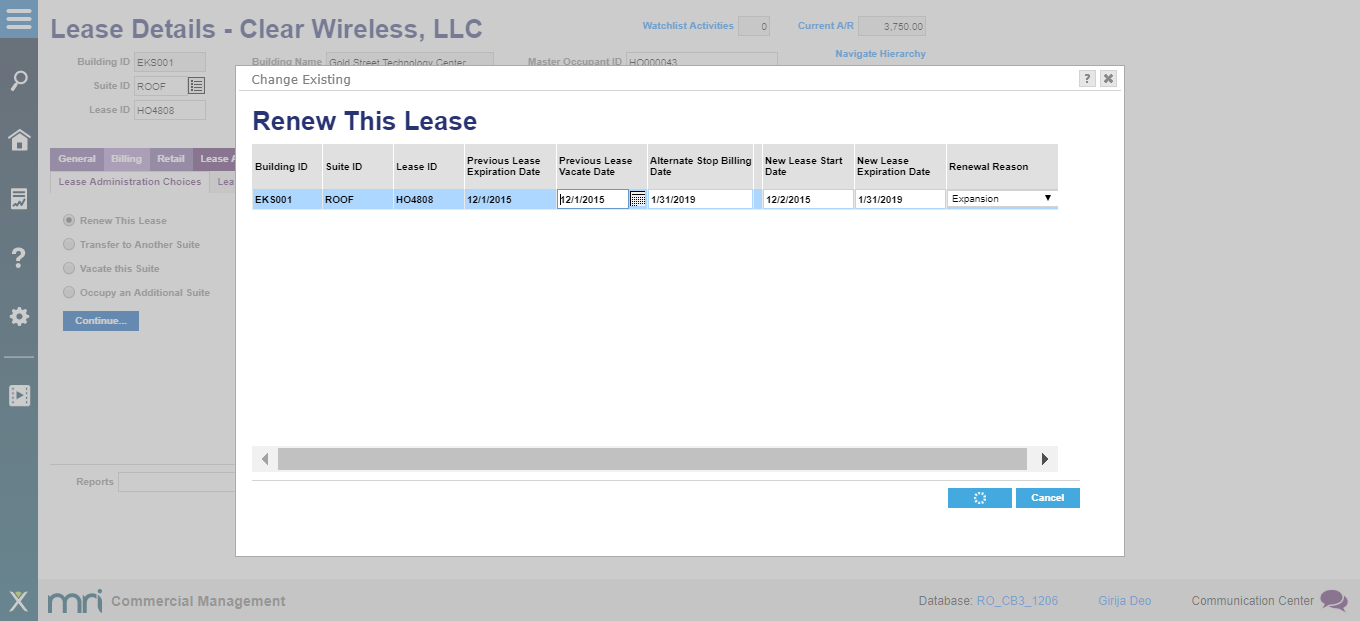 Lease Details - Clear Wireless, LLC
Watchlist Activities 0
Current A/R 3,750.00
Navigate Hierarchy
Building ID EKS001
Building Name Gold Street Technology Center
Master Occupant ID HO000043
Suite ID ROOF
Lease ID HO4808
General Billing Retail Lease A
Lease Administration Choices Lea
Renew This Lease
Transfer to Another Suite
Vacate this Suite
Occupy an Additional Suite
Continue...
Reports
Change Existing
? ✖
Renew This Lease
Building ID Suite ID Lease ID Previous Lease Expiration Date Previous Lease Vacate Date Alternate Stop Billing Date New Lease Start Date New Lease Expiration Date Renewal Reason
EKS001 ROOF HO4808 12/1/2015 12/1/2015 1/31/2019 12/2/2015 1/31/2019 Expansion
Cancel
mri Commercial Management
Database: RO_CB3_1206
Girija Deo
Communication Center